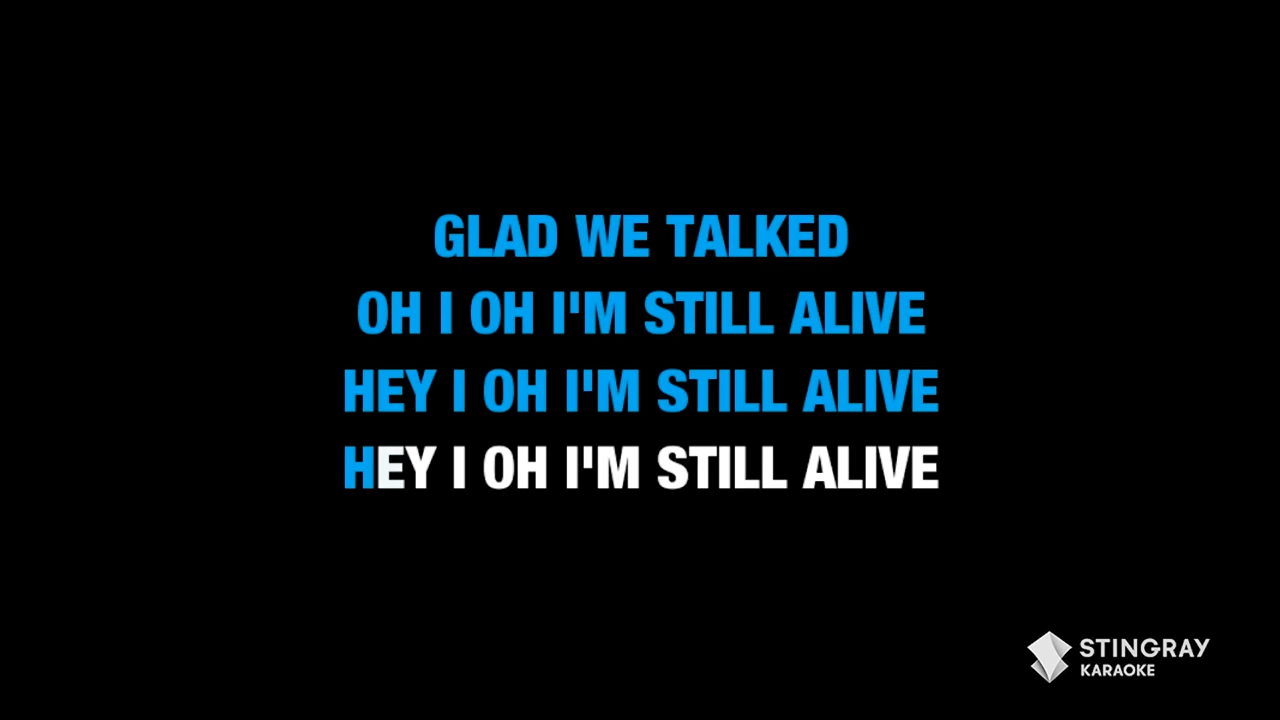 GLAD WE TALKED
OH I OH I'M STILL ALIVE
HEY I OH I'M STILL ALIVE
HEY I OH I'M STILL ALIVE
STINGRAY
KARAOKE